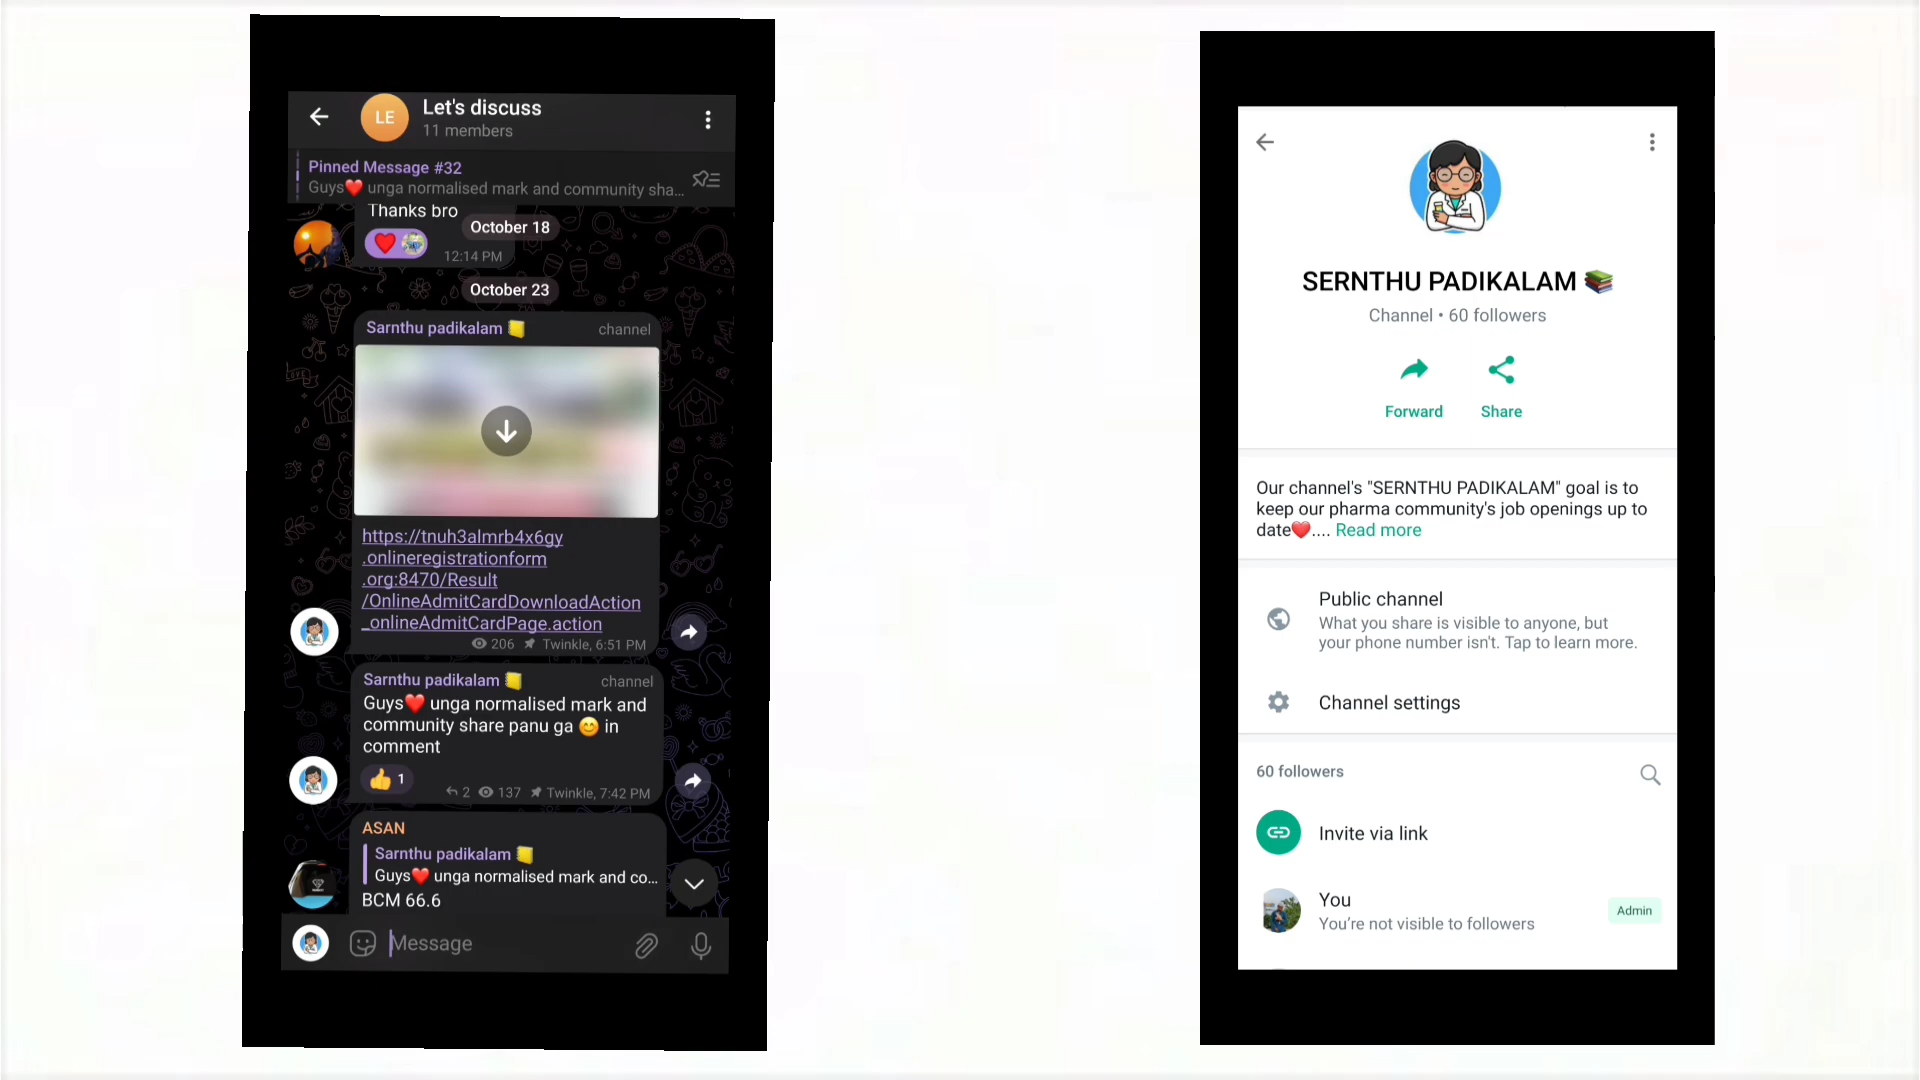 LE
Let's discuss
11 members
Pinned Message #32
Guys❤️ unga normalised mark and community sha...
Thanks bro
October 18
12:14 PM
October 23
Sarnthu padikalam 📒 channel
https://tnuh3almrb4x6gy
.onlineregistrationform
.org:8470/Result
/OnlineAdmitCardDownloadAction
_onlineAdmitCardPage.action
206 Twinkle, 6:51 PM
Sarnthu padikalam 📒 channel
Guys❤️ unga normalised mark and
community share panu ga 😊 in
comment
👍 1
2 137 Twinkle, 7:42 PM
ASAN
Sarnthu padikalam 📒
Guys❤️ unga normalised mark and co...
BCM 66.6
Message
SERNTHU PADIKALAM 📚
Channel • 60 followers
Forward Share
Our channel's "SERNTHU PADIKALAM" goal is to
keep our pharma community's job openings up to
date❤️.... Read more
Public channel
What you share is visible to anyone, but
your phone number isn't. Tap to learn more.
Channel settings
60 followers
Invite via link
You
Admin
You're not visible to followers